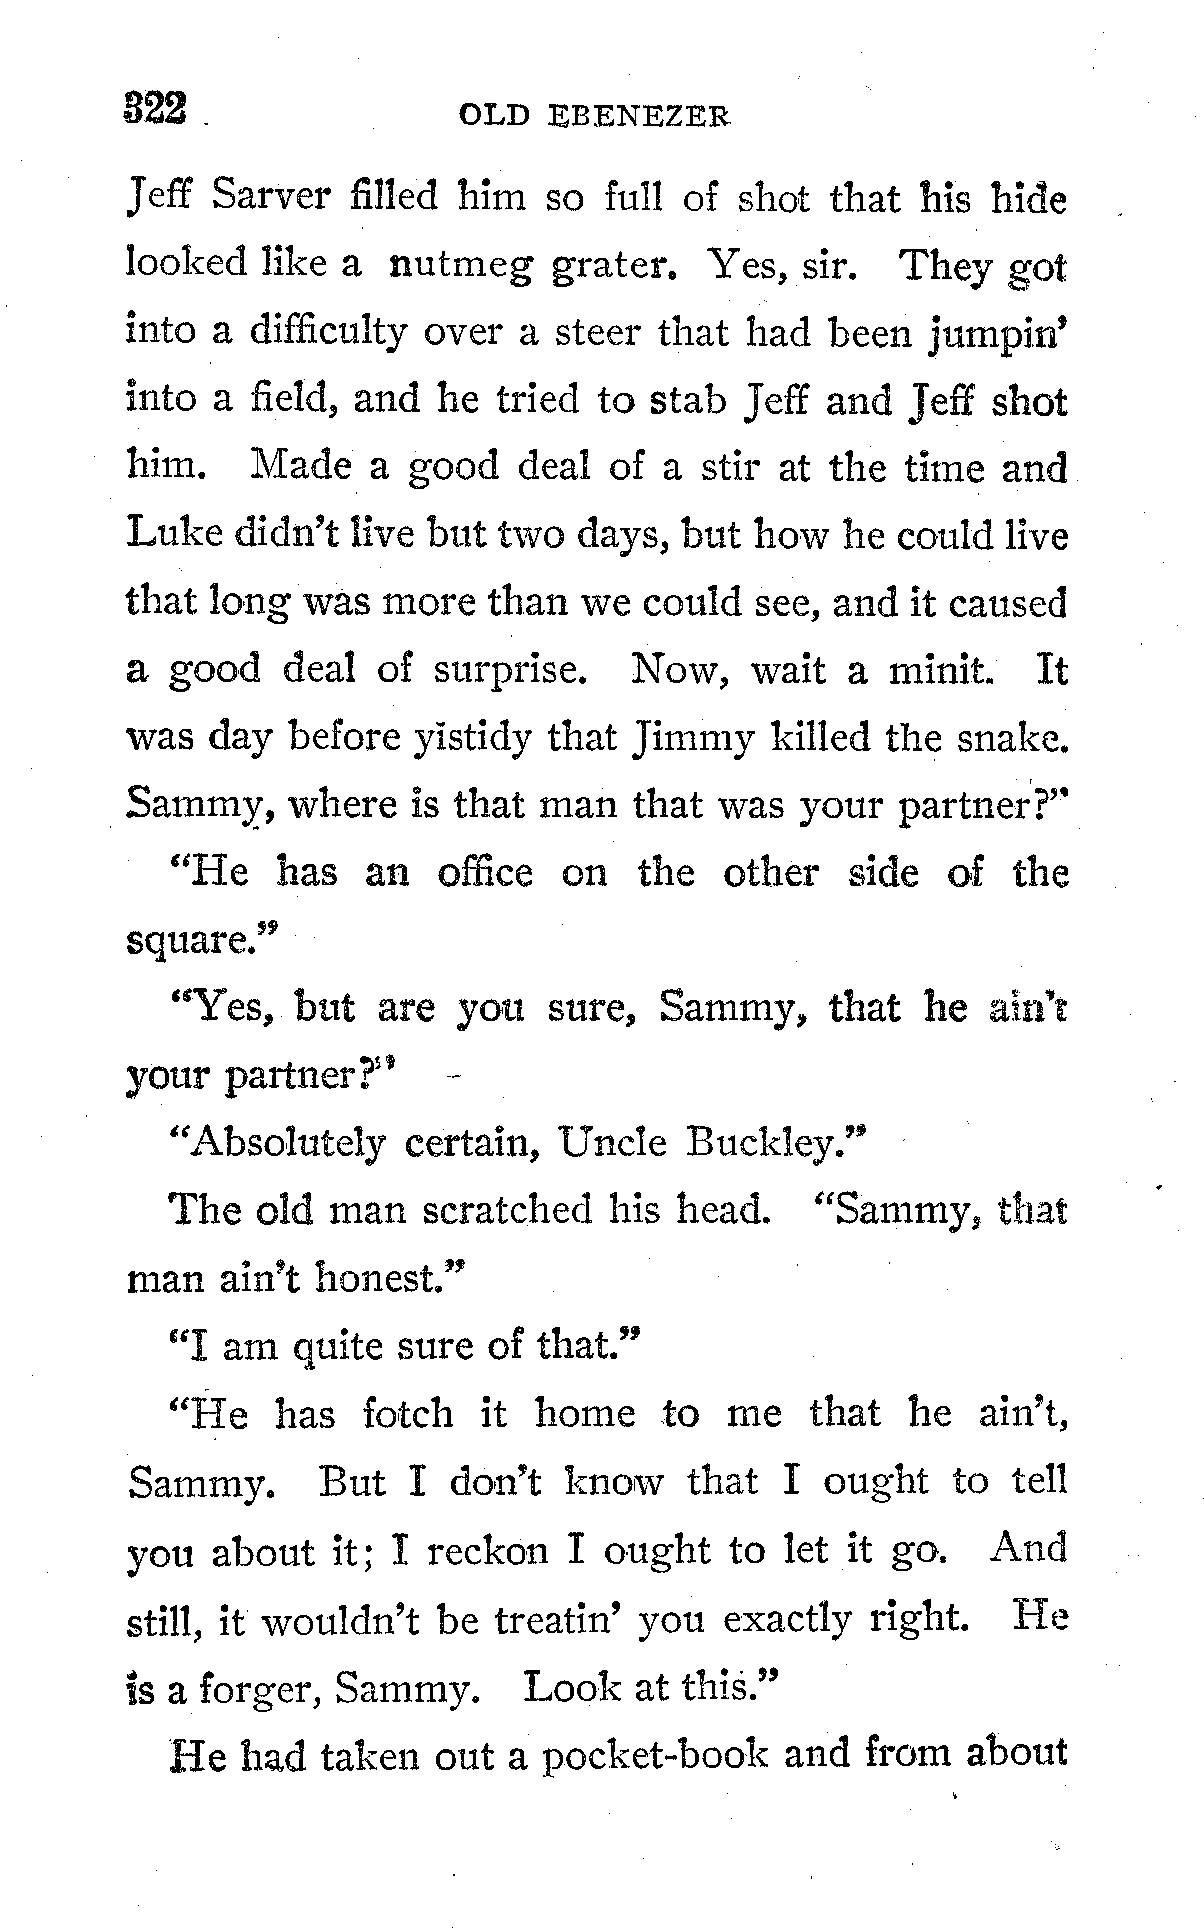 322 OLD EBENEZER
Jeff Sarver filled him so full of shot that his hide
looked like a nutmeg grater. Yes, sir. They got
into a difficulty over a steer that had been jumpin'
into a field, and he tried to stab Jeff and Jeff shot
him. Made a good deal of a stir at the time and
Luke didn't live but two days, but how he could live
that long was more than we could see, and it caused
a good deal of surprise. Now, wait a minit. It
was day before yistidy that Jimmy killed the snake.
Sammy, where is that man that was your partner?"
"He has an office on the other side of the
square."
"Yes, but are you sure, Sammy, that he ain't
your partner?"
"Absolutely certain, Uncle Buckley."
The old man scratched his head. "Sammy, that
man ain't honest."
"I am quite sure of that."
"He has fotch it home to me that he ain't,
Sammy. But I don't know that I ought to tell
you about it; I reckon I ought to let it go. And
still, it wouldn't be treatin' you exactly right. He
is a forger, Sammy. Look at this."
He had taken out a pocket-book and from about